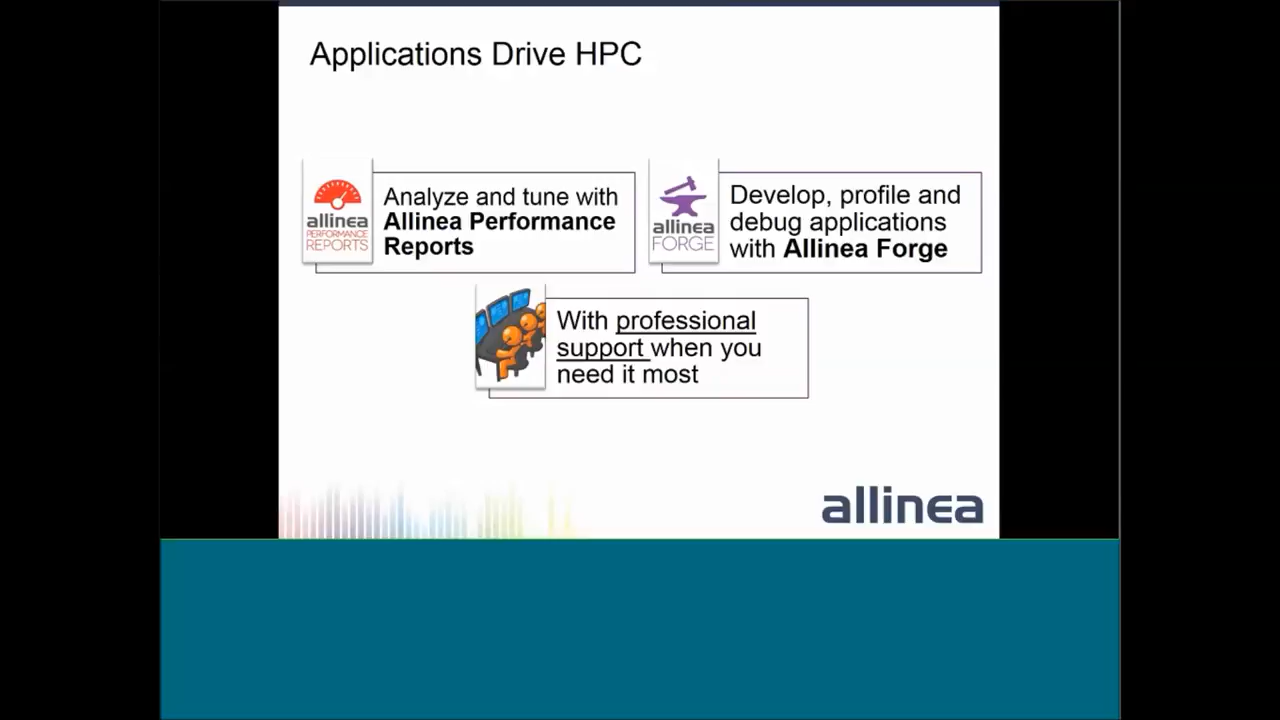 Applications Drive HPC
allinea
PERFORMANCE
REPORTS
Analyze and tune with
Allinea Performance
Reports
allinea
FORGE
Develop, profile and
debug applications
with Allinea Forge
With professional
support when you
need it most
allinea